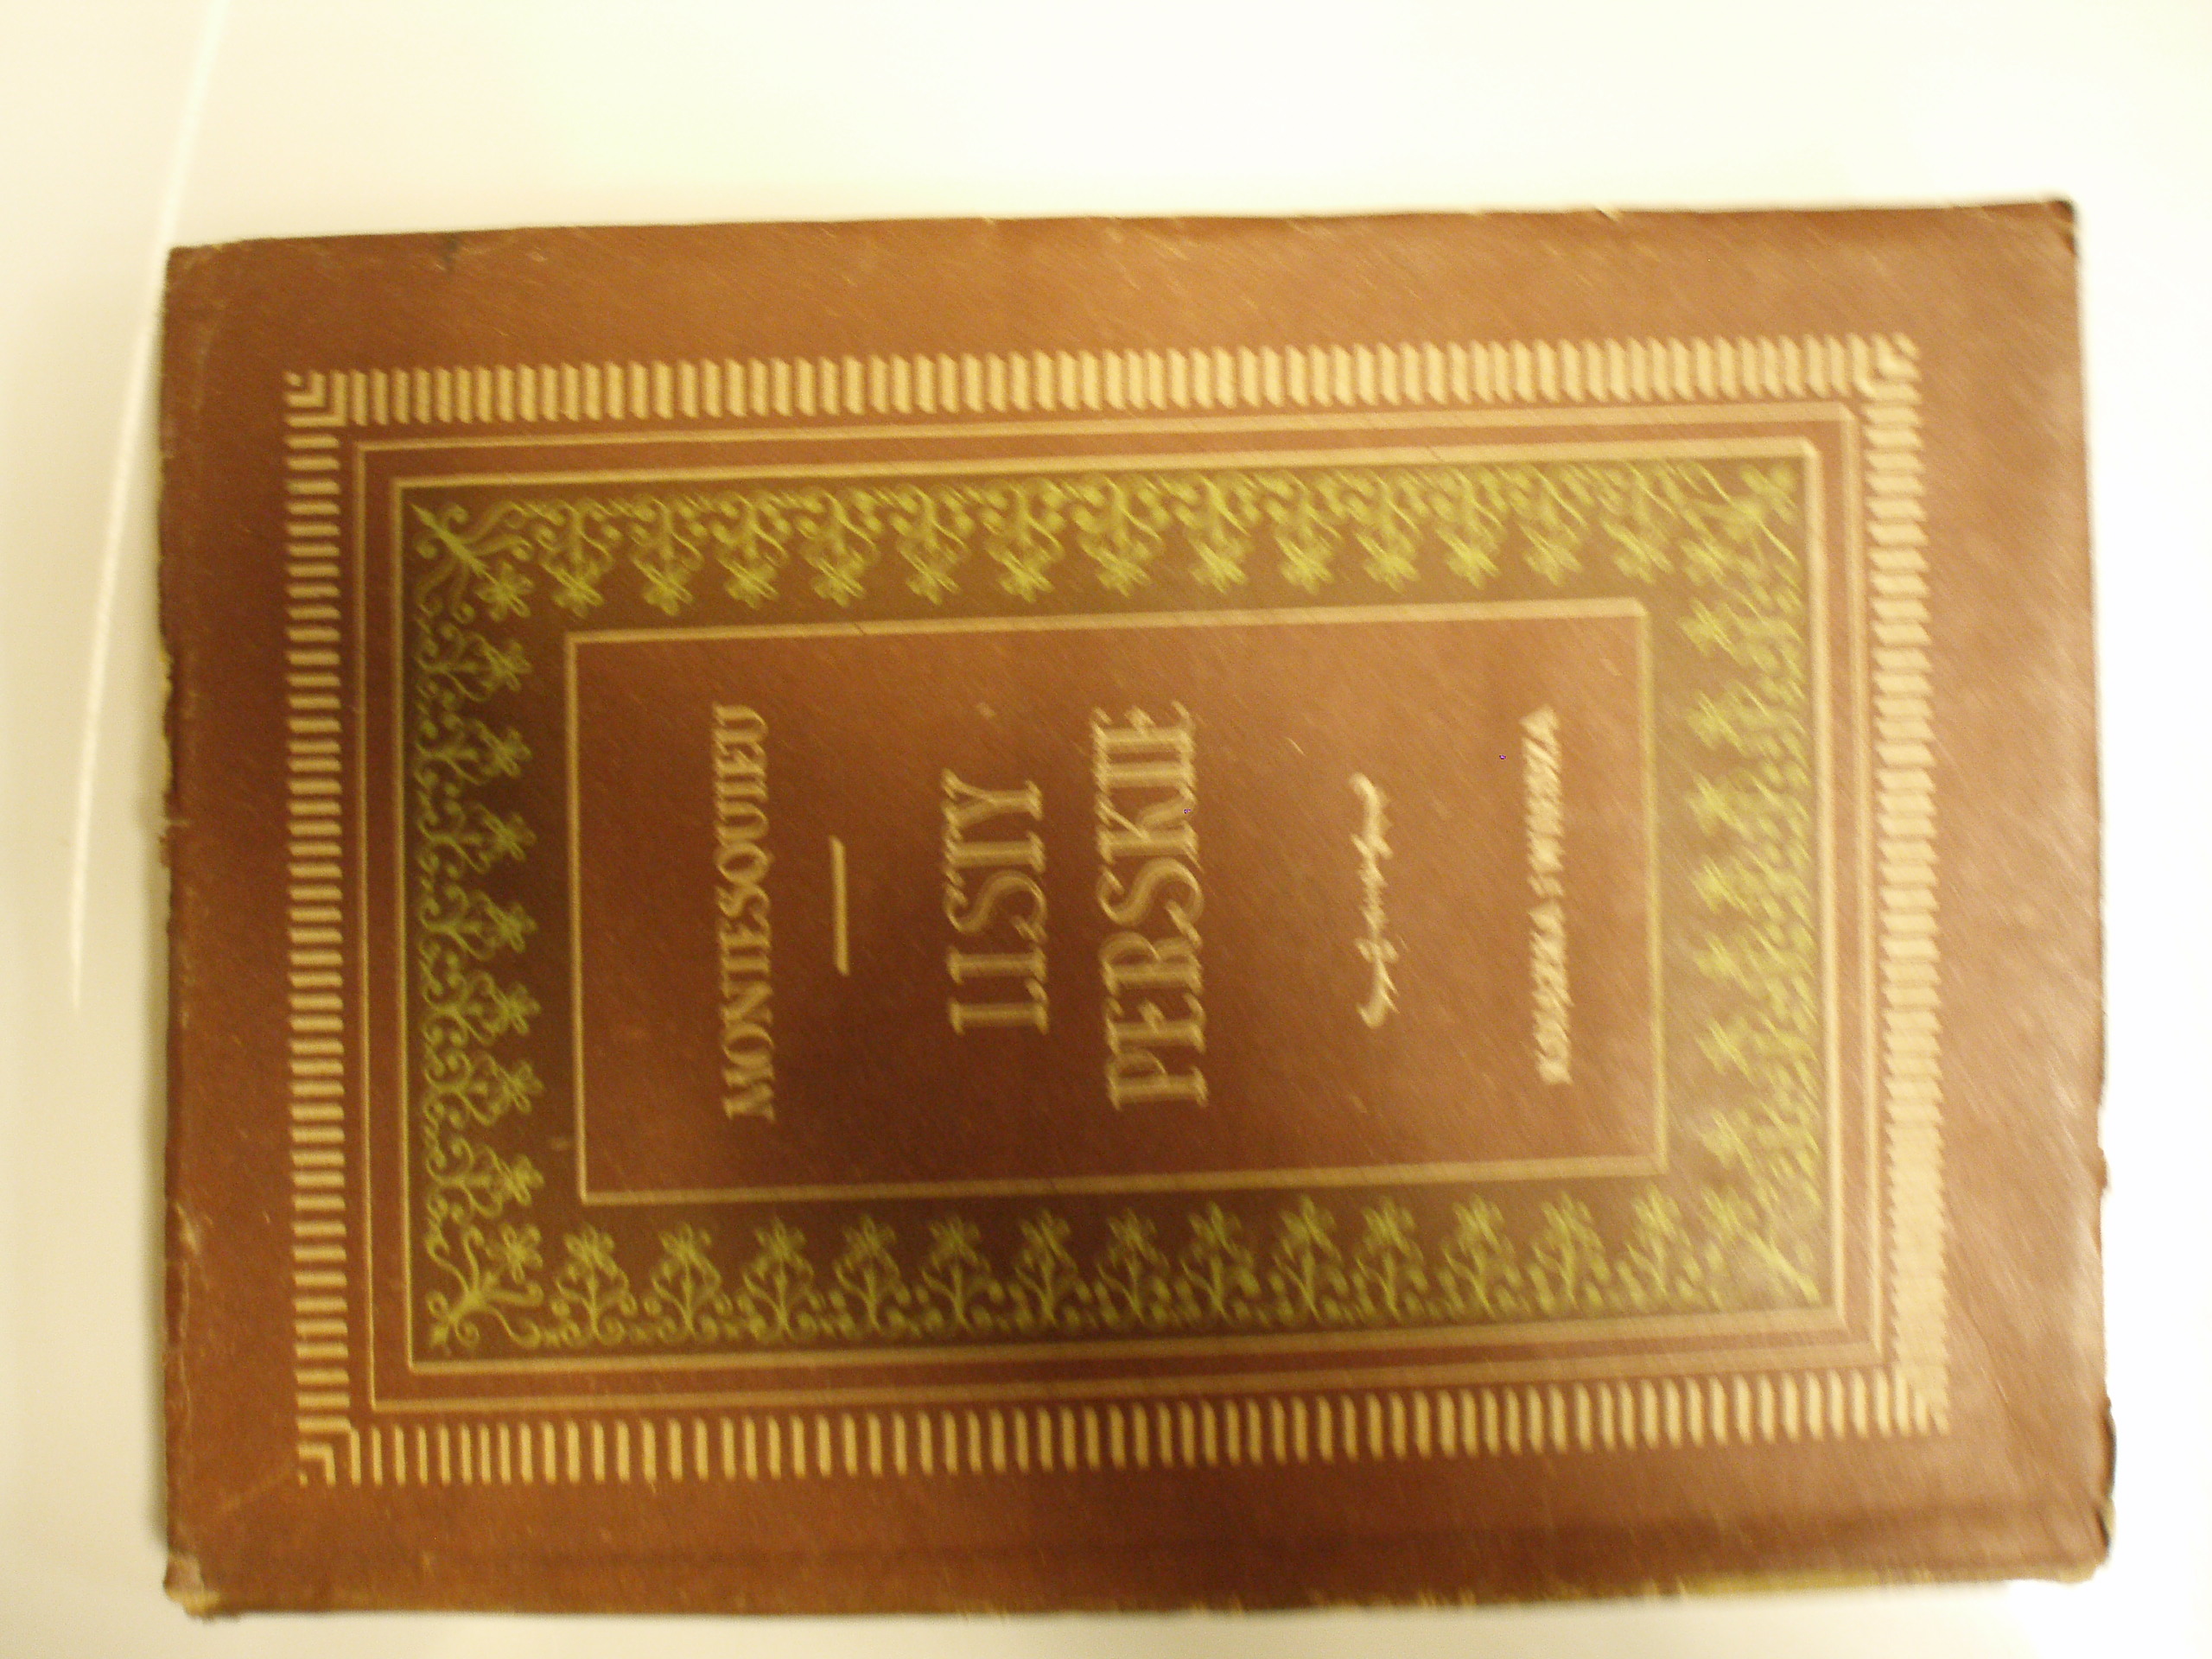 MONTESQUIEU
LISTY
PERSKIE
KSIĄŻKA I WIEDZA